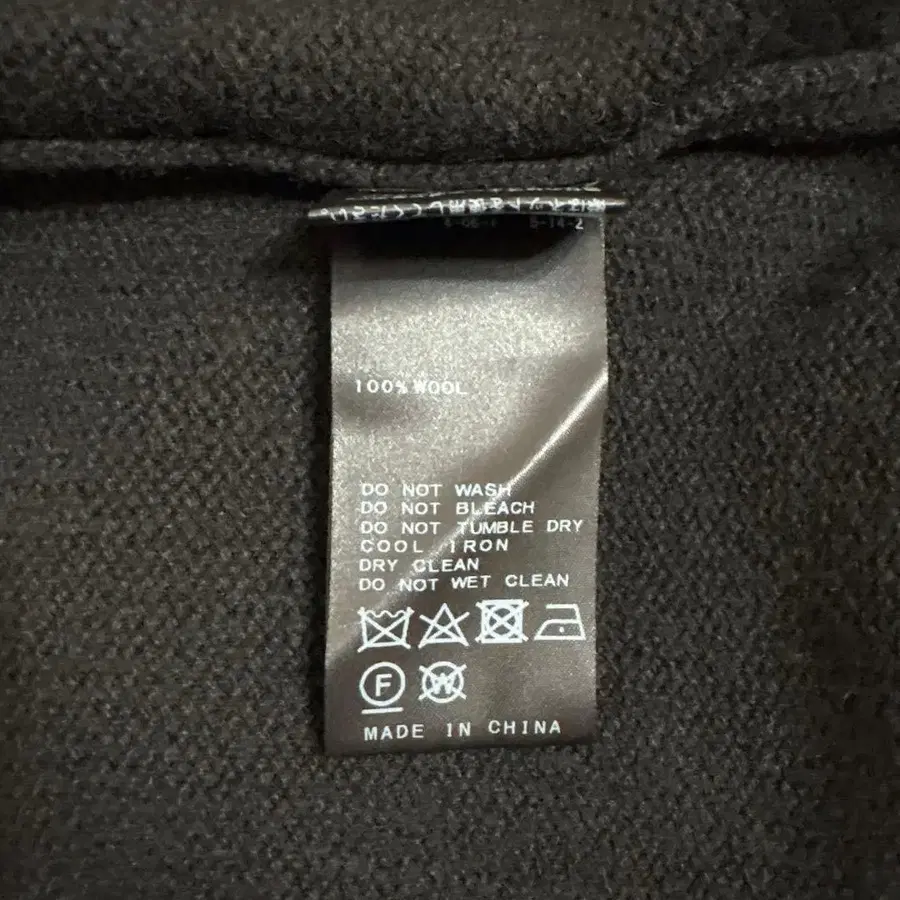 100% WOOL
DO NOT WASH
DO NOT BLEACH
DO NOT TUMBLE DRY
COOL IRON
DRY CLEAN
DO NOT WET CLEAN
F
W
MADE IN CHINA